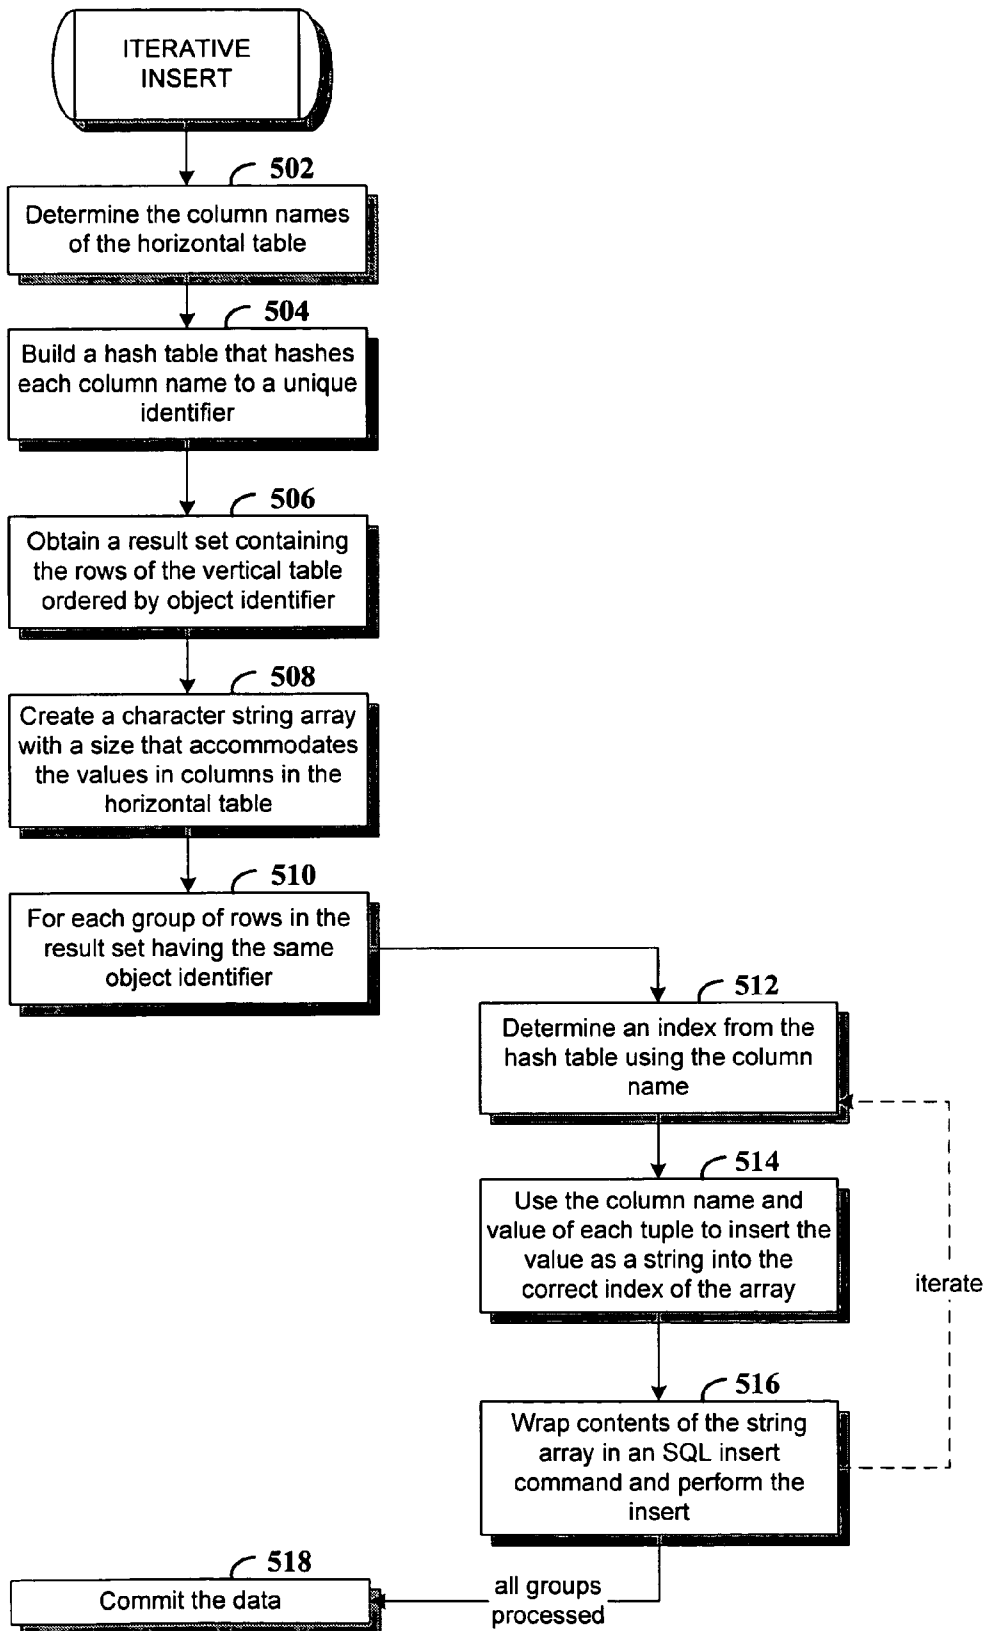 ITERATIVE
INSERT
502
Determine the column names
of the horizontal table
504
Build a hash table that hashes
each column name to a unique
identifier
506
Obtain a result set containing
the rows of the vertical table
ordered by object identifier
508
Create a character string array
with a size that accommodates
the values in columns in the
horizontal table
510
For each group of rows in the
result set having the same
object identifier
512
Determine an index from the
hash table using the column
name
514
Use the column name and
value of each tuple to insert the
value as a string into the
correct index of the array
iterate
516
Wrap contents of the string
array in an SQL insert
command and perform the
insert
all groups
processed
518
Commit the data